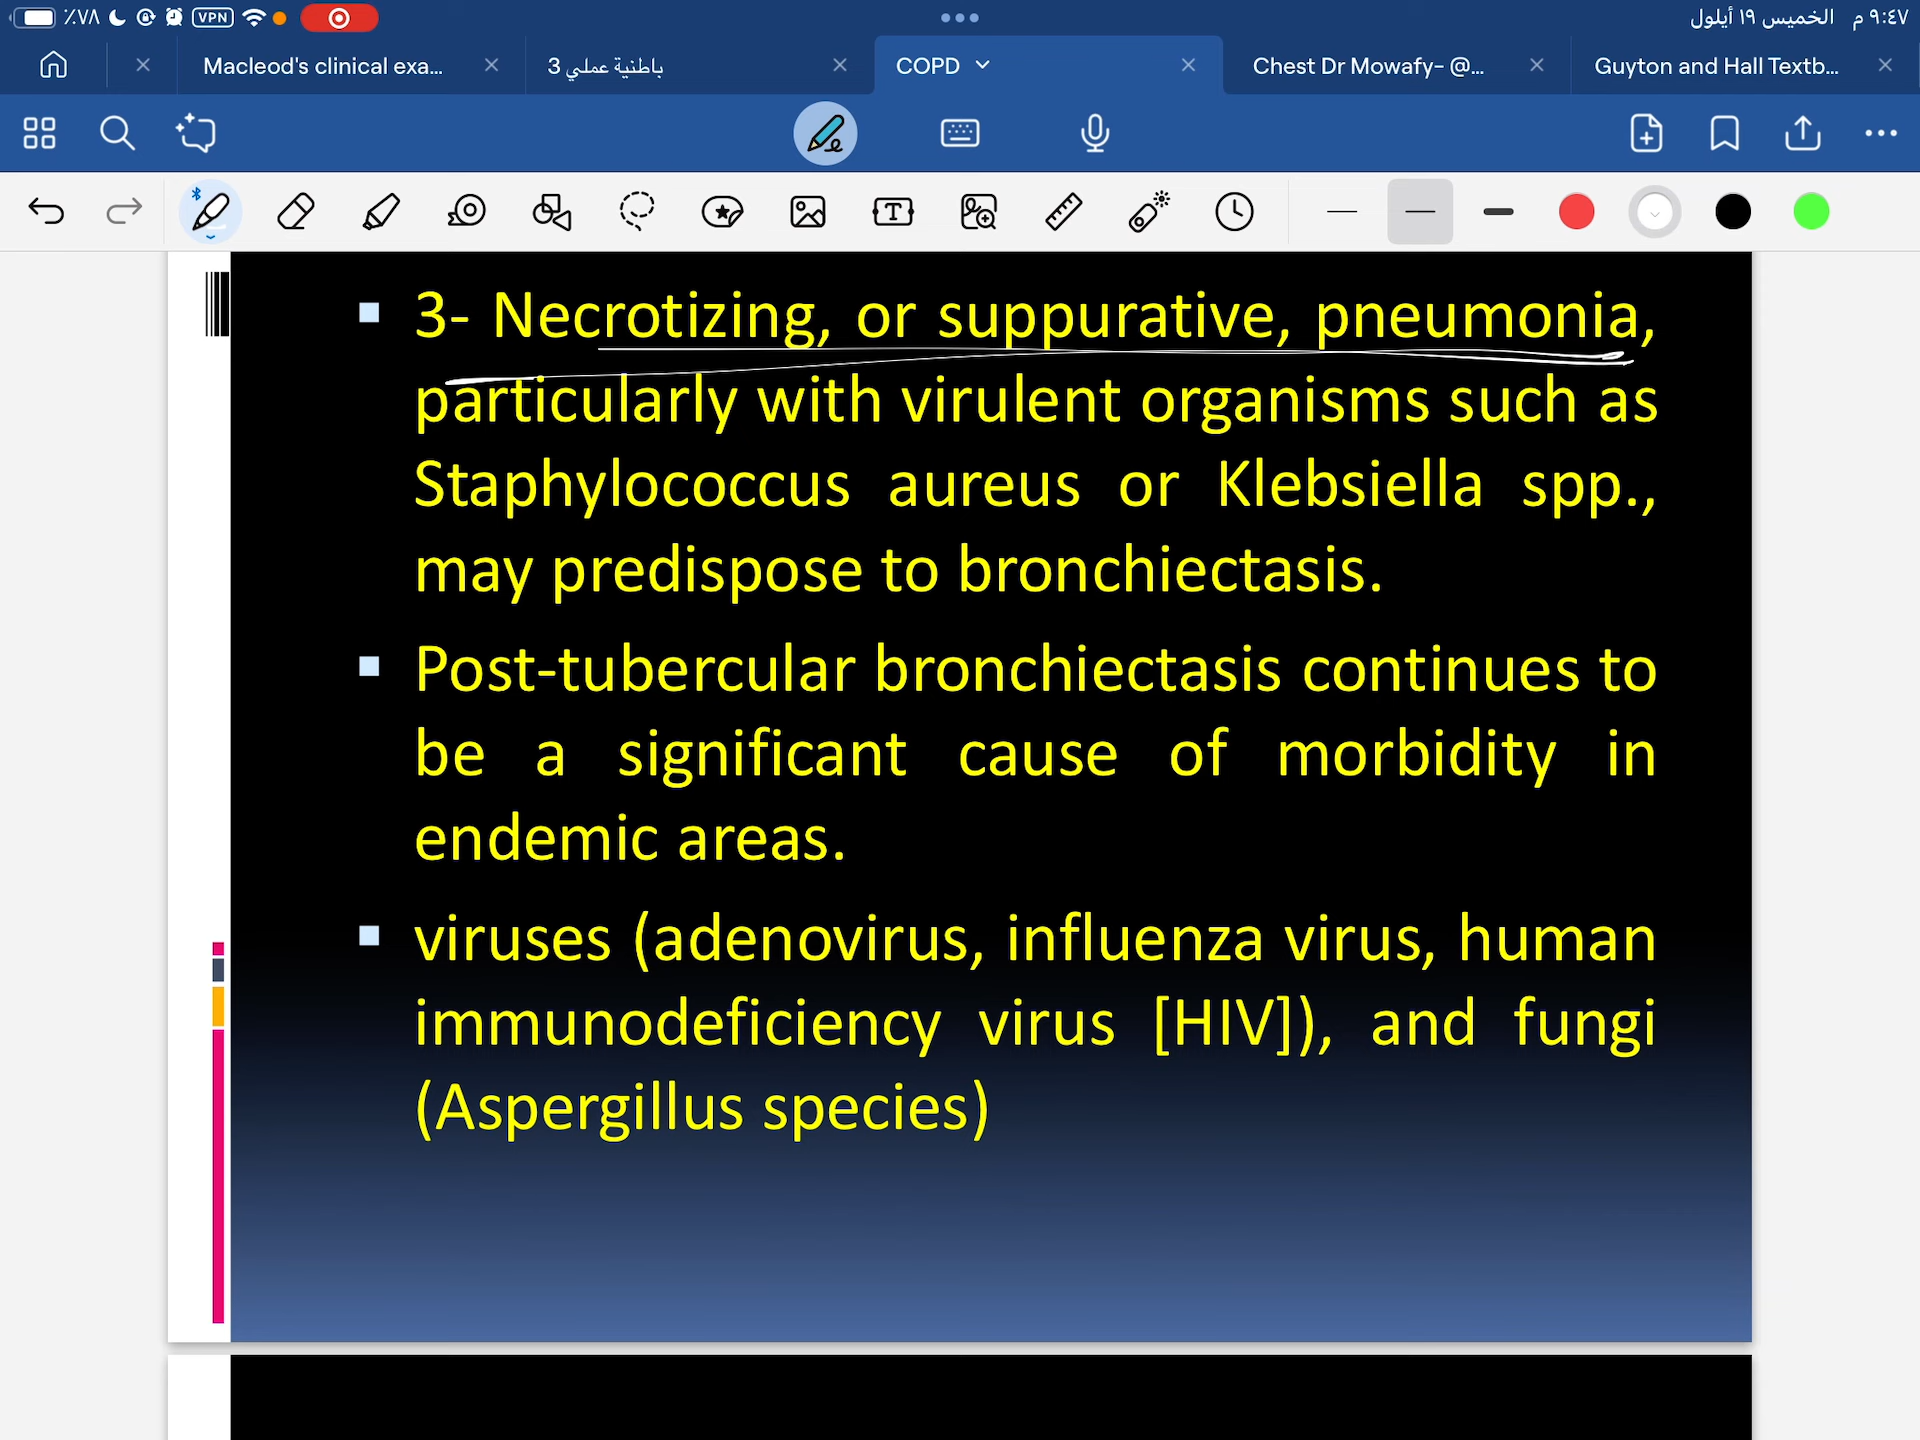 ٪٧٨ VPN ٩:٤٧ م الخميس ١٩ أيلول
Macleod's clinical exa... باطنية عملي 3 COPD Chest Dr Mowafy- @... Guyton and Hall Textb...
3- Necrotizing, or suppurative, pneumonia,
particularly with virulent organisms such as
Staphylococcus aureus or Klebsiella spp.,
may predispose to bronchiectasis.
Post-tubercular bronchiectasis continues to
be a significant cause of morbidity in
endemic areas.
viruses (adenovirus, influenza virus, human
immunodeficiency virus [HIV]), and fungi
(Aspergillus species)